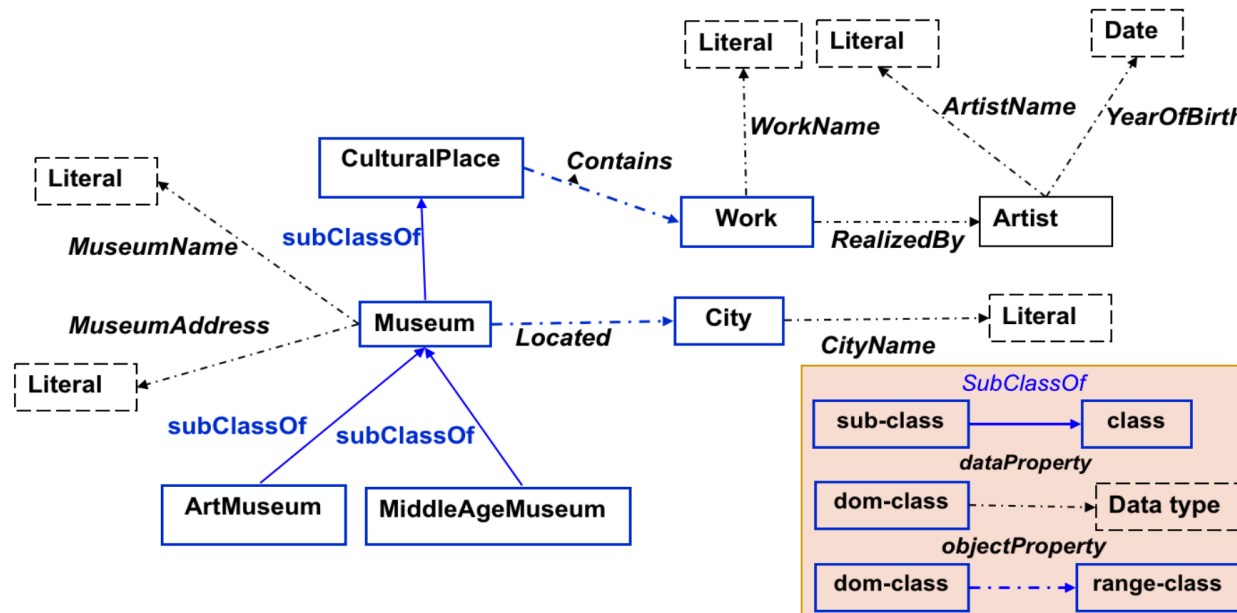 Literal
Literal
Date
WorkName
ArtistName
YearOfBirth
CulturalPlace
Contains
Literal
Work
RealizedBy
Artist
subClassOf
MuseumName
MuseumAddress
Museum
Located
City
CityName
Literal
Literal
subClassOf
subClassOf
ArtMuseum
MiddleAgeMuseum
SubClassOf
sub-class
class
dataProperty
dom-class
Data type
objectProperty
dom-class
range-class